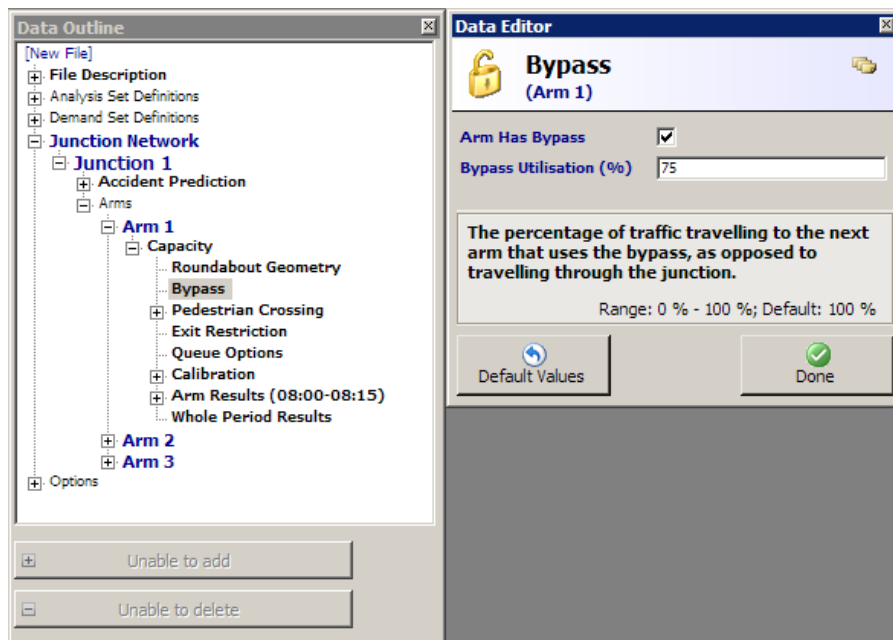 Data Outline
[New File]
File Description
Analysis Set Definitions
Demand Set Definitions
Junction Network
Junction 1
Accident Prediction
Arms
Arm 1
Capacity
Roundabout Geometry
Bypass
Pedestrian Crossing
Exit Restriction
Queue Options
Calibration
Arm Results (08:00-08:15)
Whole Period Results
Arm 2
Arm 3
Options
Unable to add
Unable to delete
Data Editor
Bypass
(Arm 1)
Arm Has Bypass
Bypass Utilisation (%) 75
The percentage of traffic travelling to the next
arm that uses the bypass, as opposed to
travelling through the junction.
Range: 0 % - 100 %; Default: 100 %
Default Values
Done